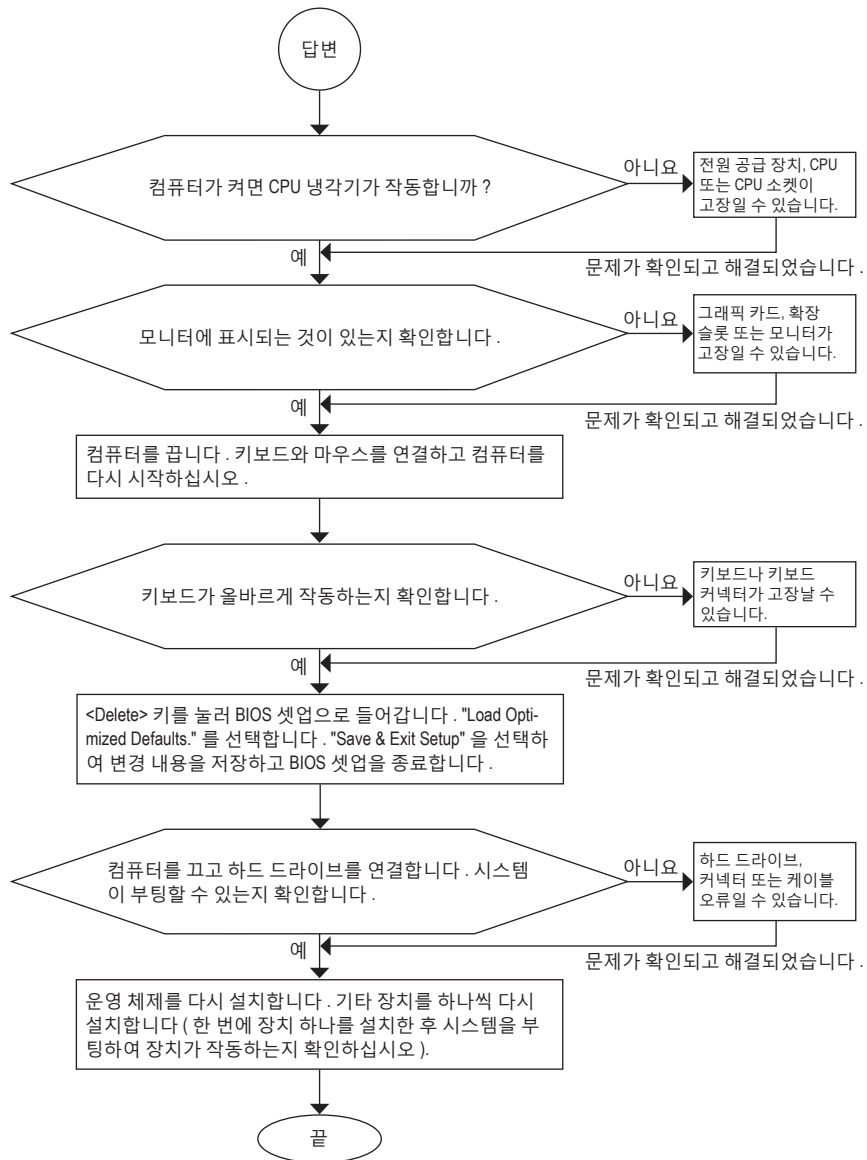 답변
컴퓨터가 켜면 CPU 냉각기가 작동합니까 ?
아니요
전원 공급 장치, CPU
또는 CPU 소켓이
고장일 수 있습니다.
예
문제가 확인되고 해결되었습니다 .
모니터에 표시되는 것이 있는지 확인합니다 .
아니요
그래픽 카드, 확장
슬롯 또는 모니터가
고장일 수 있습니다.
예
문제가 확인되고 해결되었습니다 .
컴퓨터를 끕니다 . 키보드와 마우스를 연결하고 컴퓨터를
다시 시작하십시오 .
키보드가 올바르게 작동하는지 확인합니다 .
아니요
키보드나 키보드
커넥터가 고장날 수
있습니다.
예
문제가 확인되고 해결되었습니다 .
<Delete> 키를 눌러 BIOS 셋업으로 들어갑니다 . "Load Opti-
mized Defaults." 를 선택합니다 . "Save & Exit Setup" 을 선택하
여 변경 내용을 저장하고 BIOS 셋업을 종료합니다 .
컴퓨터를 끄고 하드 드라이브를 연결합니다 . 시스템
이 부팅할 수 있는지 확인합니다 .
아니요
하드 드라이브,
커넥터 또는 케이블
오류일 수 있습니다.
예
문제가 확인되고 해결되었습니다 .
운영 체제를 다시 설치합니다 . 기타 장치를 하나씩 다시
설치합니다 ( 한 번에 장치 하나를 설치한 후 시스템을 부
팅하여 장치가 작동하는지 확인하십시오 ).
끝